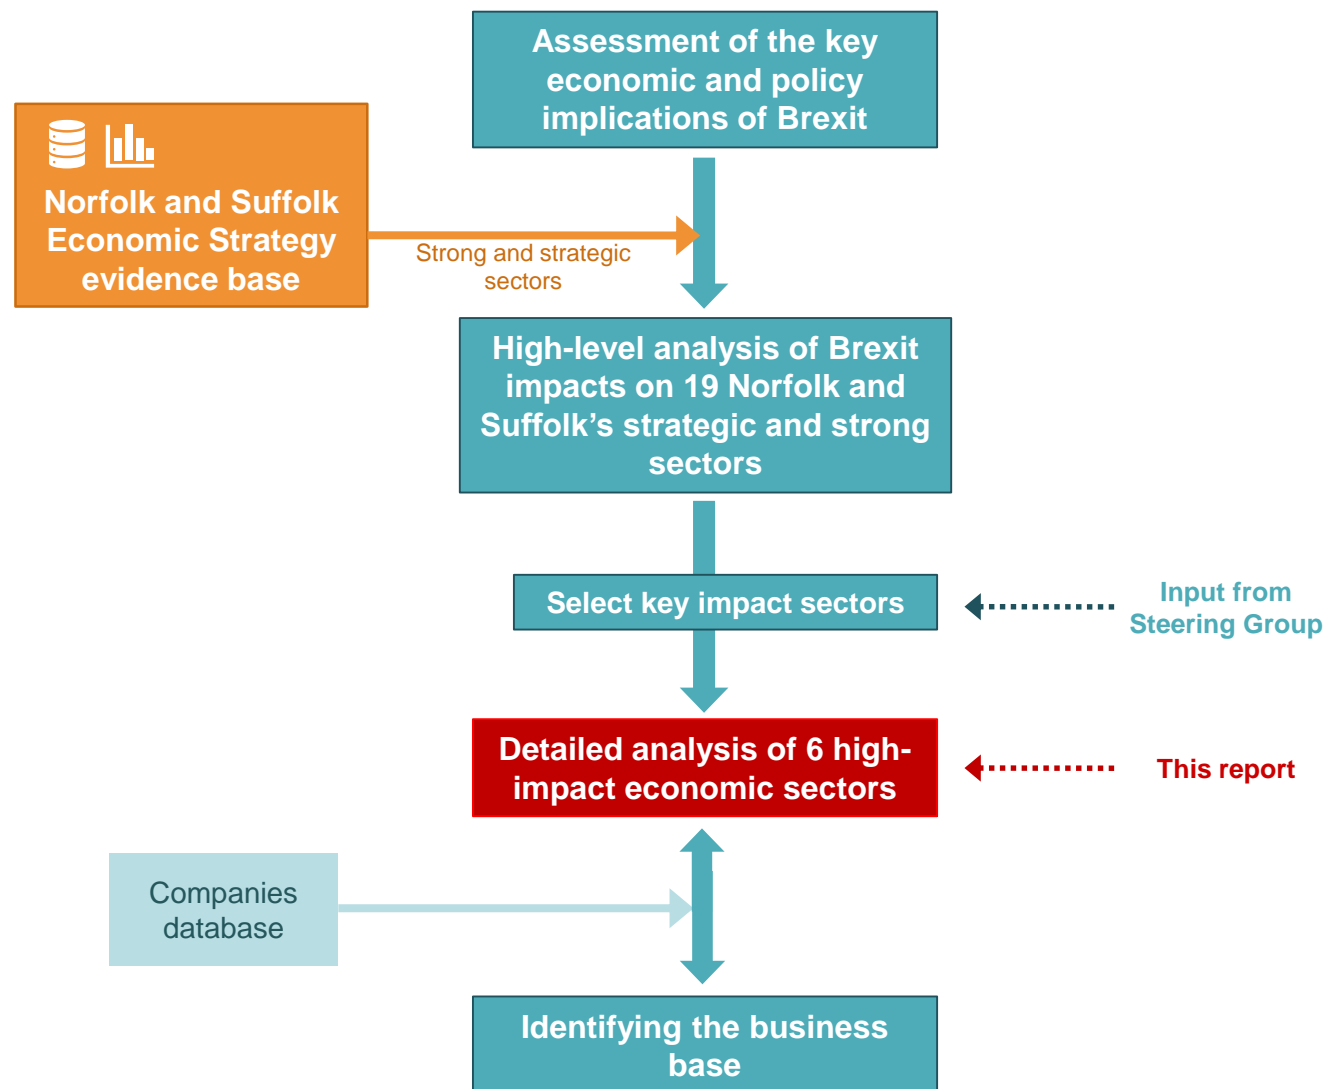 Assessment of the key
economic and policy
implications of Brexit
Norfolk and Suffolk
Economic Strategy
evidence base
Strong and strategic
sectors
High-level analysis of Brexit
impacts on 19 Norfolk and
Suffolk’s strategic and strong
sectors
Select key impact sectors
Input from
Steering Group
Detailed analysis of 6 high-
impact economic sectors
This report
Companies
database
Identifying the business
base